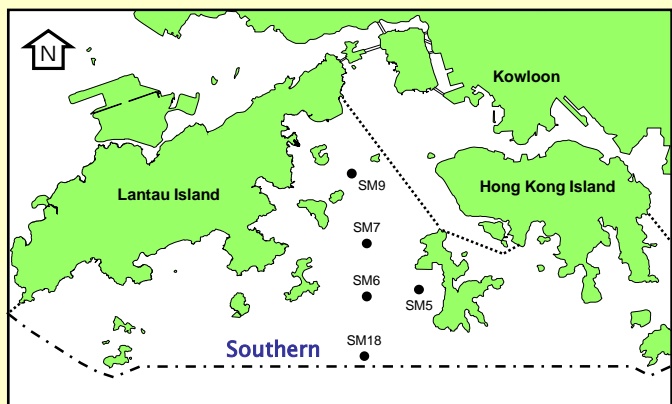 N
Kowloon
Lantau Island
Hong Kong Island
SM9
SM7
SM6
SM5
SM18
Southern